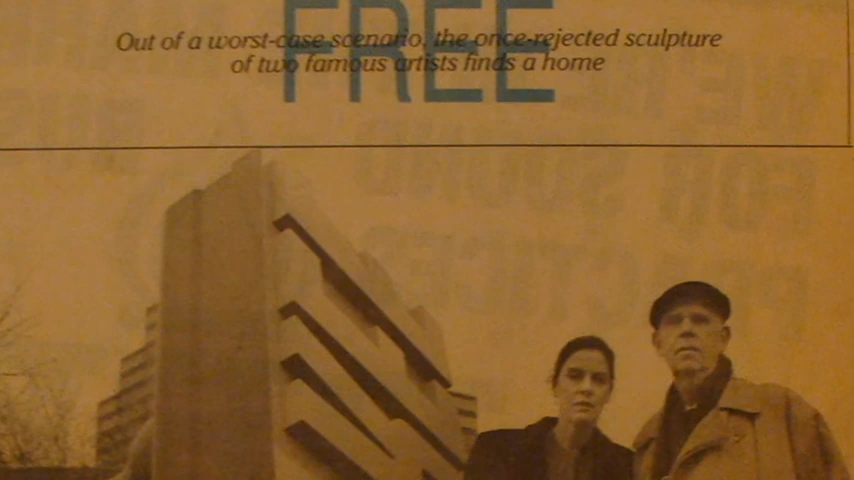 FREE
Out of a worst-case scenario, the once-rejected sculpture
of two famous artists finds a home